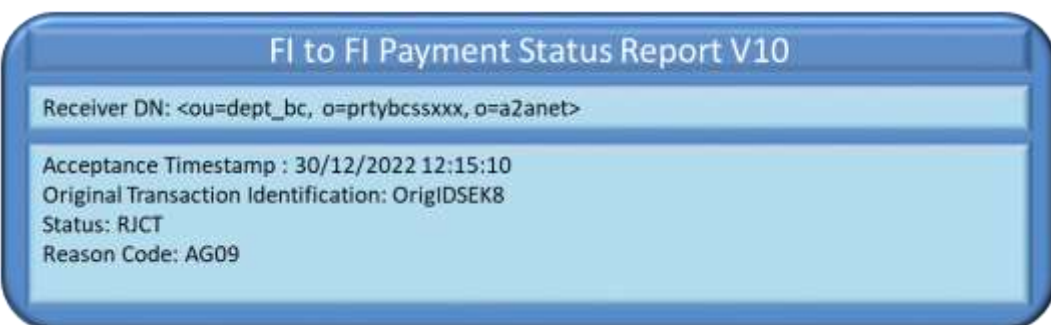 FI to FI Payment Status Report V10
Receiver DN: <ou=dept_bc, o=prtybcssxxx, o=a2anet>
Acceptance Timestamp : 30/12/2022 12:15:10
Original Transaction Identification: OrigIDSEK8
Status: RJCT
Reason Code: AG09